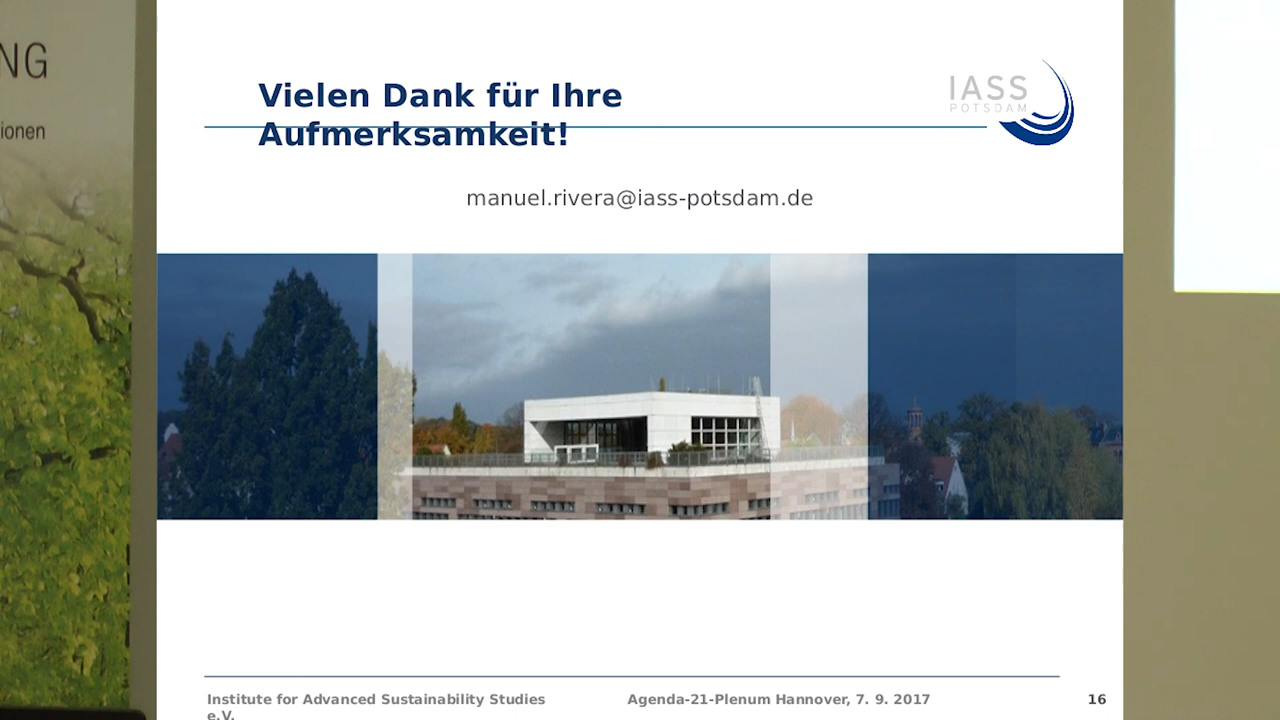 NG
ionen
Vielen Dank für Ihre
Aufmerksamkeit!
IASS
POTSDAM
manuel.rivera@iass-potsdam.de
Institute for Advanced Sustainability Studies
e.V.
Agenda-21-Plenum Hannover, 7. 9. 2017
16